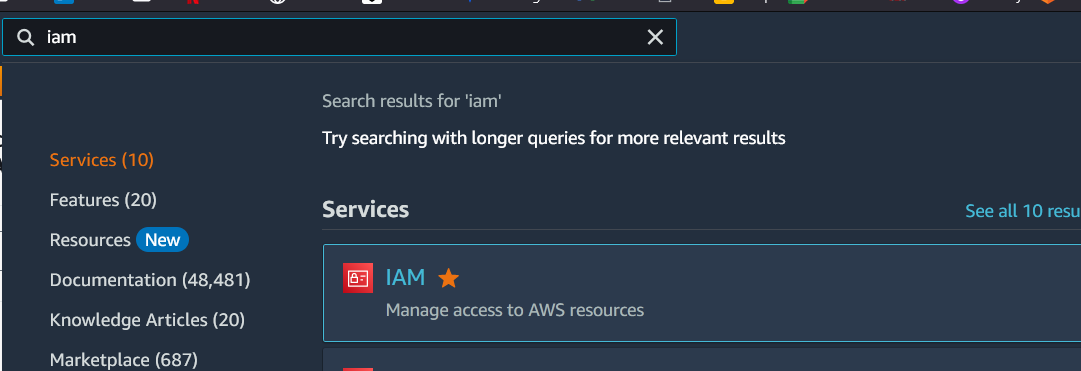 iam
Search results for 'iam'
Try searching with longer queries for more relevant results
Services (10)
Features (20)
Resources New
Documentation (48,481)
Knowledge Articles (20)
Marketplace (687)
Services
See all 10 resu
IAM
Manage access to AWS resources